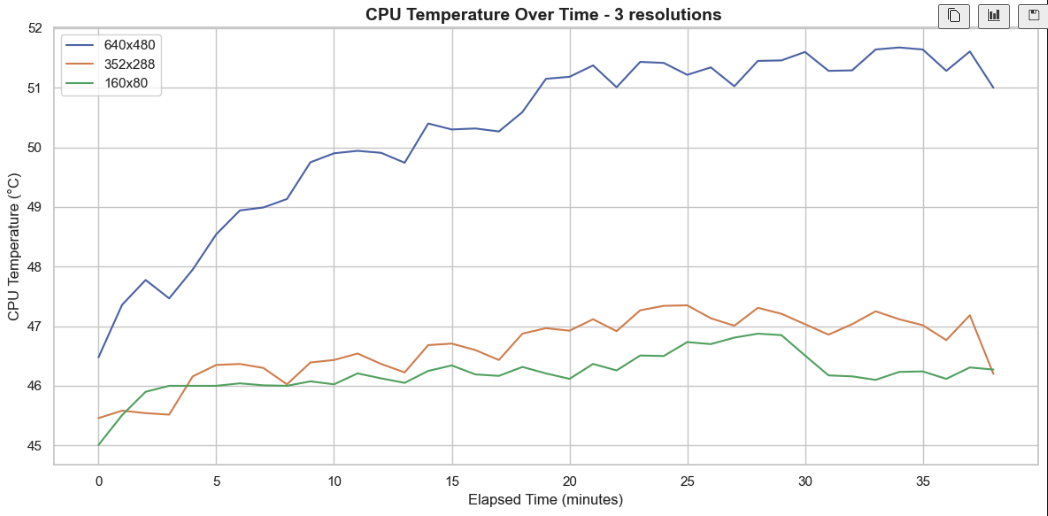 CPU Temperature Over Time - 3 resolutions
640x480
352x288
160x80
CPU Temperature (°C)
52
51
50
49
48
47
46
45
0 5 10 15 20 25 30 35
Elapsed Time (minutes)